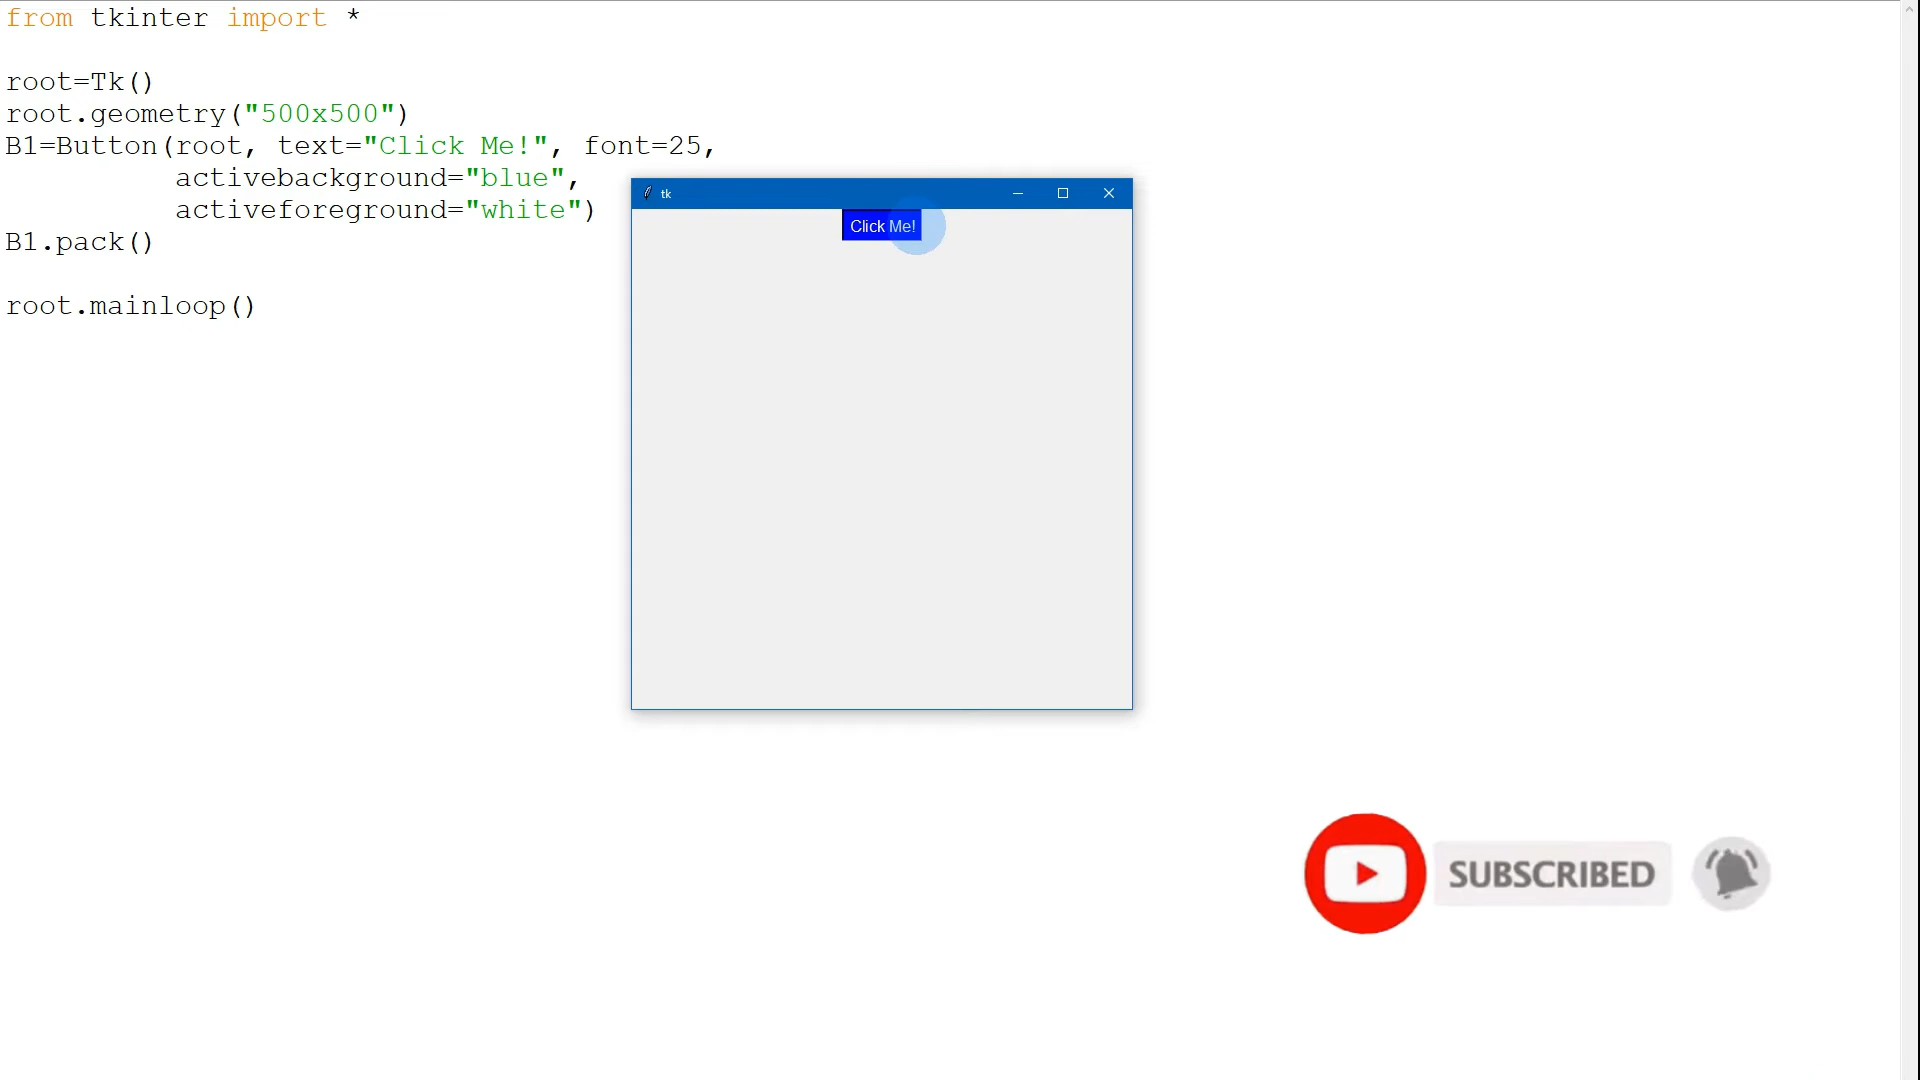 from tkinter import *
root=Tk()
root.geometry("500x500")
B1=Button(root, text="Click Me!", font=25,
activebackground="blue",
activeforeground="white")
B1.pack()
root.mainloop()
tk
Click Me!
SUBSCRIBED